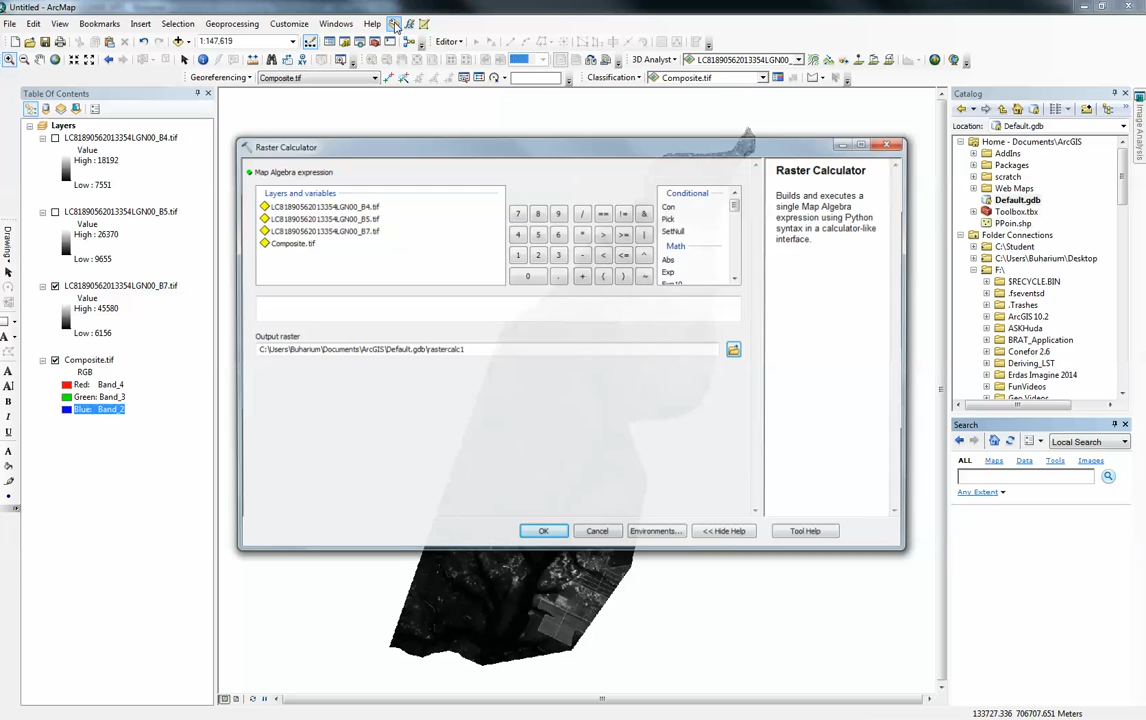 Untitled - ArcMap
File Edit View Bookmarks Insert Selection Geoprocessing Customize Windows Help
1:147,619
Editor
3D Analyst
LC81890562013354LGN00_
Georeferencing
Composite.tif
Classification
Composite.tif
Table Of Contents
Layers
LC81890562013354LGN00_B4.tif
Value
High : 18192
Low : 7551
LC81890562013354LGN00_B5.tif
Value
High : 26370
Low : 9655
LC81890562013354LGN00_B7.tif
Value
High : 45580
Low : 6156
Composite.tif
RGB
Red: Band_4
Green: Band_3
Blue: Band_2
Drawing
Raster Calculator
Map Algebra expression
Layers and variables
LC81890562013354LGN00_B4.tif
LC81890562013354LGN00_B5.tif
LC81890562013354LGN00_B7.tif
Composite.tif
7 8 9 / == != &
4 5 6 * > >= |
1 2 3 - < <= ^
0 . + ( ) ~
Conditional
Con
Pick
SetNull
Math
Abs
Exp
Exp10
Output raster
C:\Users\Buharium\Documents\ArcGIS\Default.gdb\rastercalc1
OK
Cancel
Environments...
<< Hide Help
Tool Help
Raster Calculator
Builds and executes a
single Map Algebra
expression using Python
syntax in a calculator-like
interface.
Catalog
Location:
Default.gdb
Home - Documents\ArcGIS
AddIns
Packages
scratch
Web Maps
Default.gdb
Toolbox.tbx
PPoin.shp
Folder Connections
C:\Student
C:\Users\Buharium\Desktop
F:\
$RECYCLE.BIN
.fseventsd
.Trashes
ArcGIS 10.2
ASKHuda
BRAT_Application
Conefor 2.6
Deriving_LST
Erdas Imagine 2014
FunVideos
Geo Videos
Image Analysis
Search
Local Search
ALL Maps Data Tools Images
Any Extent
133727.336 706707.651 Meters